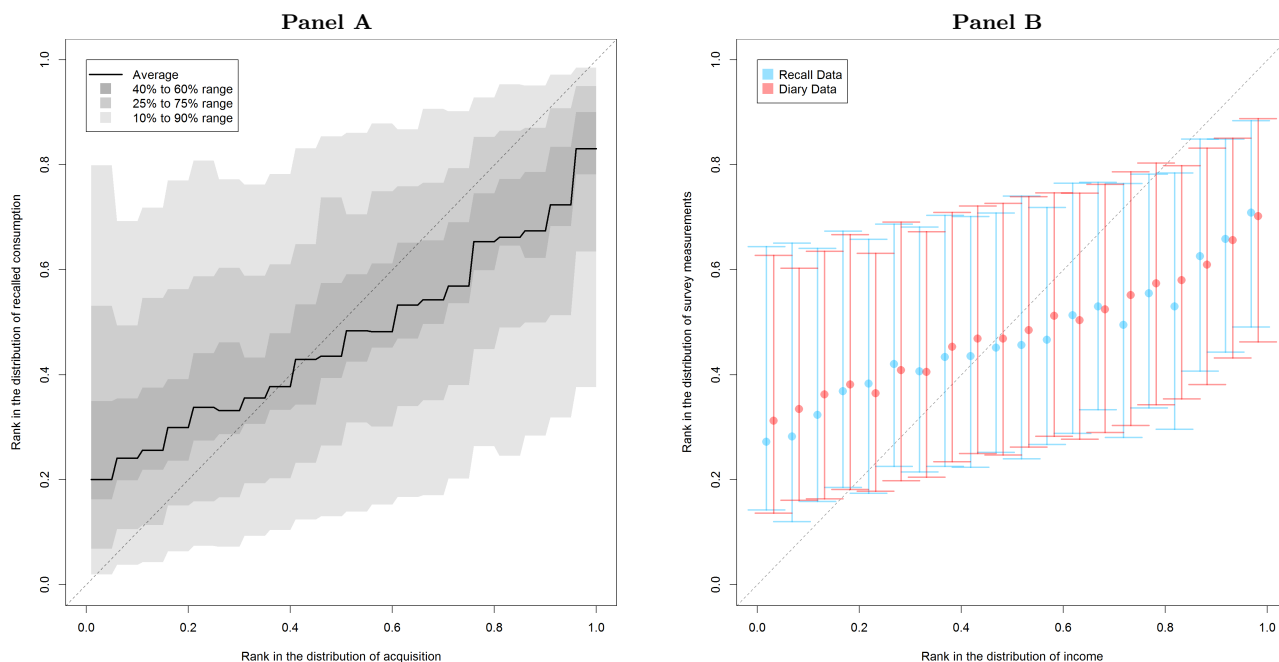 Panel A
Average
40% to 60% range
25% to 75% range
10% to 90% range
Rank in the distribution of recalled consumption
0.0
0.2
0.4
0.6
0.8
1.0
0.0
0.2
0.4
0.6
0.8
1.0
Rank in the distribution of acquisition
Panel B
Recall Data
Diary Data
Rank in the distribution of survey measurements
0.0
0.2
0.4
0.6
0.8
1.0
0.0
0.2
0.4
0.6
0.8
1.0
Rank in the distribution of income